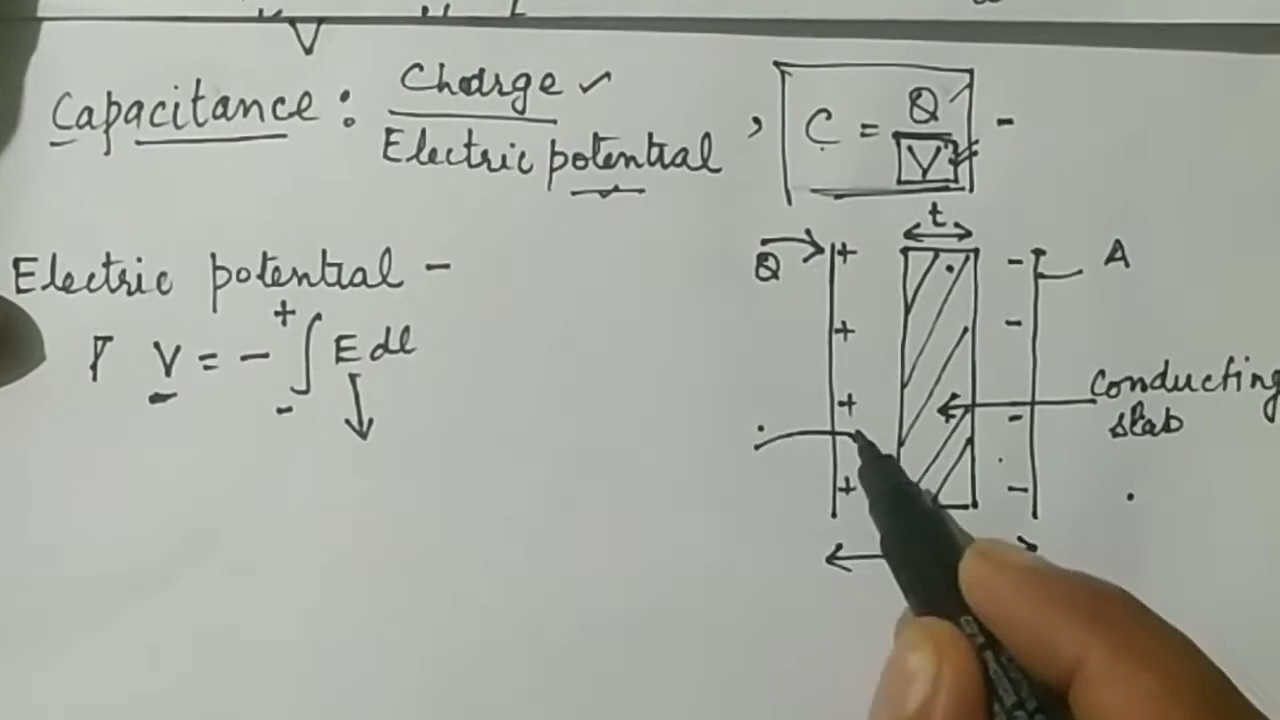 V
Capacitance : Charge ✓ / Electric potential , C = Q / V -
t
Q + - A
Electric potential -
+ -
V = - ∫ E dl
+
-
+ - Conducting
slab
+ -